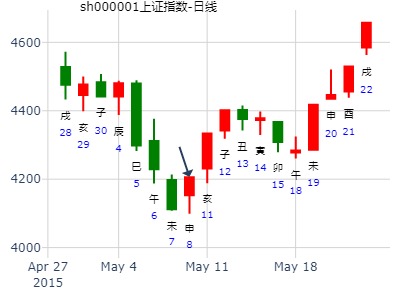 sh000001上证指数-日线
4600
4400
4200
4000
戌
28
亥
29
子
30
辰
4
巳
5
午
6
未
7
申
8
亥
11
子
12
丑
13
寅
14
卯
15
午
18
未
19
申
20
酉
21
戌
22
Apr 27
2015
May 4
May 11
May 18